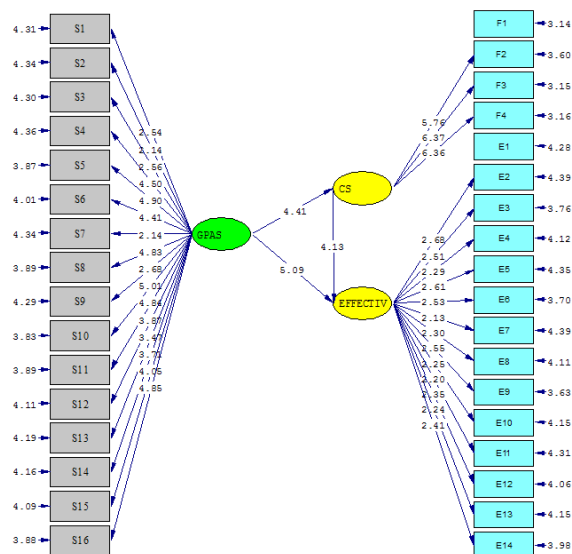 4.31 S1
4.34 S2
4.30 S3
4.36 S4
3.87 S5
4.01 S6
4.34 S7
3.89 S8
4.29 S9
3.83 S10
3.89 S11
4.11 S12
4.19 S13
4.16 S14
4.09 S15
3.88 S16
2.54
2.14
2.56
4.50
4.90
4.41
2.14
4.83
2.68
5.01
4.84
3.87
3.47
3.71
4.05
4.85
GPAS
4.41
5.09
CS
4.13
EFFECTIV
5.76
6.37
6.36
2.68
2.51
2.29
2.61
2.53
2.13
2.30
2.55
2.25
2.20
2.35
2.24
2.41
F1 3.14
F2 3.60
F3 3.15
F4 3.16
E1 4.28
E2 4.39
E3 3.76
E4 4.12
E5 4.35
E6 3.70
E7 4.39
E8 4.11
E9 3.63
E10 4.15
E11 4.31
E12 4.06
E13 4.15
E14 3.98